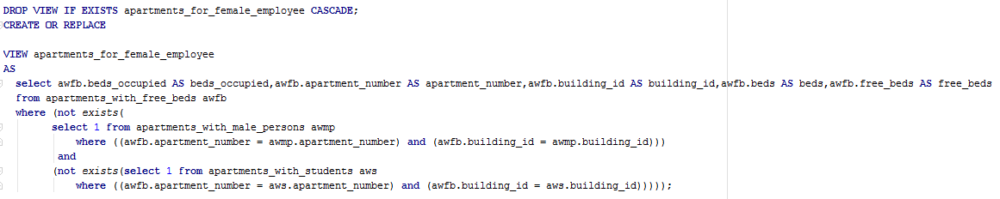 DROP VIEW IF EXISTS apartments_for_female_employee CASCADE;
CREATE OR REPLACE
VIEW apartments_for_female_employee
AS
select awfb.beds_occupied AS beds_occupied,awfb.apartment_number AS apartment_number,awfb.building_id AS building_id,awfb.beds AS beds,awfb.free_beds AS free_beds
from apartments_with_free_beds awfb
where (not exists(
select 1 from apartments_with_male_persons awmp
where ((awfb.apartment_number = awmp.apartment_number) and (awfb.building_id = awmp.building_id)))
and
(not exists(select 1 from apartments_with_students aws
where ((awfb.apartment_number = aws.apartment_number) and (awfb.building_id = aws.building_id)))));